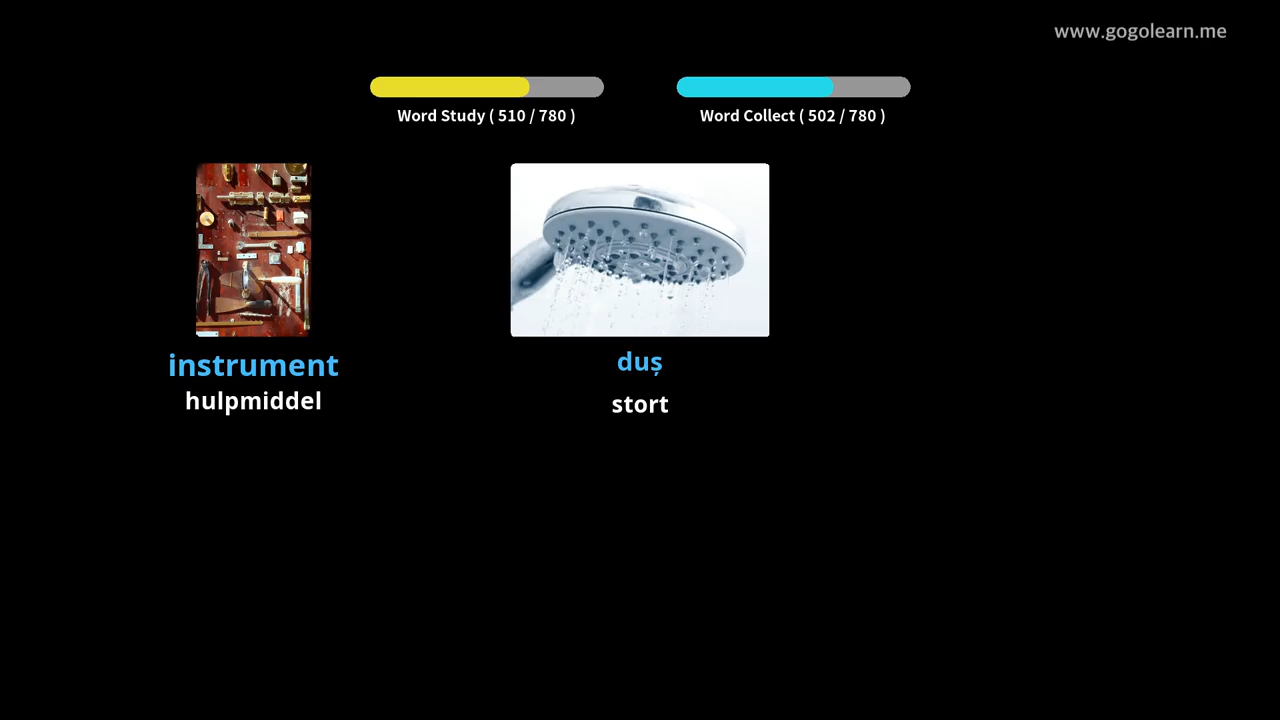 www.gogolearn.me
Word Study ( 510 / 780 )
Word Collect ( 502 / 780 )
instrument
hulpmiddel
duș
stort